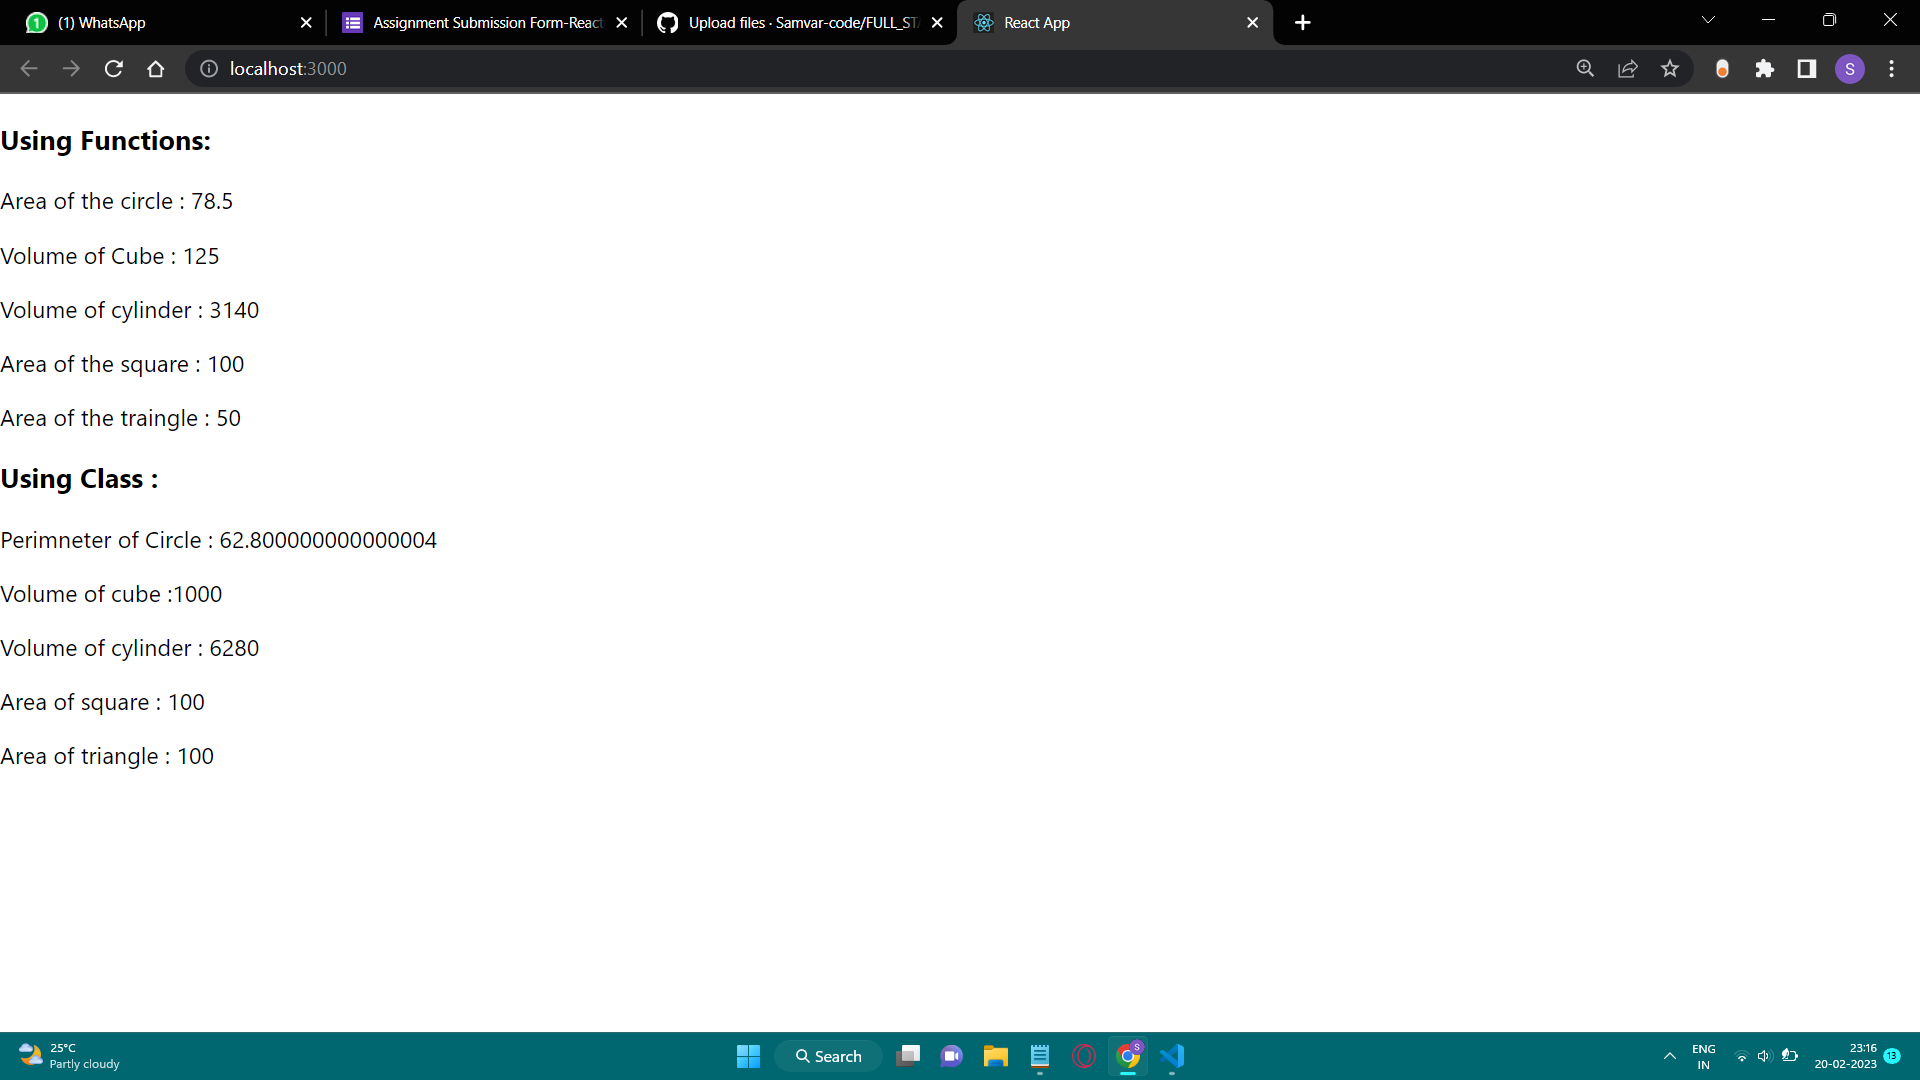 (1) WhatsApp
Assignment Submission Form-React
Upload files · Samvar-code/FULL_STA
React App
localhost:3000
S
Using Functions:
Area of the circle : 78.5
Volume of Cube : 125
Volume of cylinder : 3140
Area of the square : 100
Area of the traingle : 50
Using Class :
Perimneter of Circle : 62.800000000000004
Volume of cube :1000
Volume of cylinder : 6280
Area of square : 100
Area of triangle : 100
25°C
Partly cloudy
Search
S
ENG
IN
23:16
20-02-2023
13